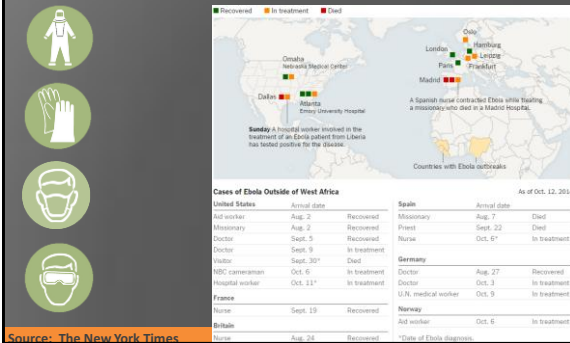 Recovered In treatment Died
Oslo
London
Hamburg
Leipzig
Paris
Frankfurt
Omaha
Nebraska Medical Center
Madrid
Dallas
Atlanta
Emory University Hospital
A Spanish nurse contracted Ebola while treating
a missionary who died in a Madrid Hospital.
Sunday A hospital worker involved in the
treatment of an Ebola patient from Liberia
has tested positive for the disease.
Countries with Ebola outbreaks
Cases of Ebola Outside of West Africa
As of Oct. 12, 201
United States Arrival date
Aid worker Aug. 2 Recovered
Missionary Aug. 2 Recovered
Doctor Sept. 5 Recovered
Doctor Sept. 9 In treatment
Visitor Sept. 30* Died
NBC cameraman Oct. 6 In treatment
Hospital worker Oct. 11* In treatment
France
Nurse Sept. 19 Recovered
Britain
Nurse Aug. 24 Recovered
Spain Arrival date
Missionary Aug. 7 Died
Priest Sept. 22 Died
Nurse Oct. 6* In treatment
Germany
Doctor Aug. 27 Recovered
Doctor Oct. 3 In treatment
U.N. medical worker Oct. 9 In treatment
Norway
Aid worker Oct. 6 In treatment
*Date of Ebola diagnosis.
Source: The New York Times